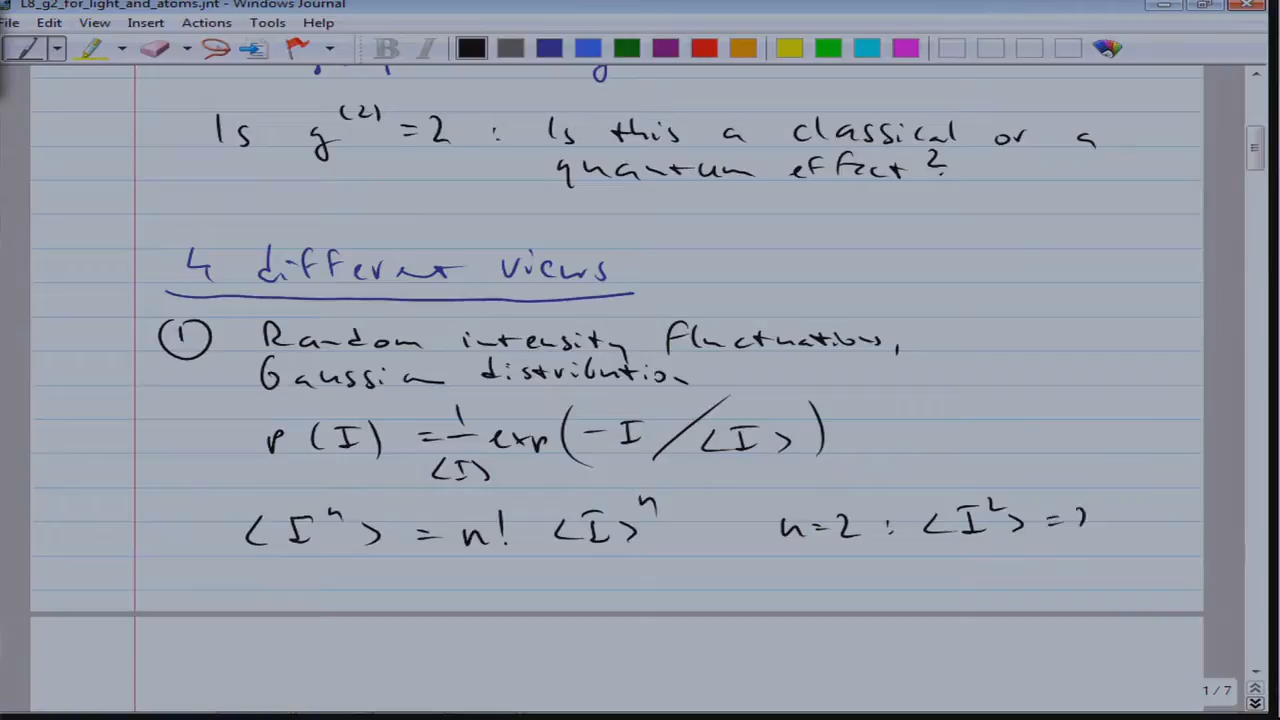 L8_g2_for_light_and_atoms.jnt - Windows Journal
File Edit View Insert Actions Tools Help
B I
Is g^(2) = 2 : Is this a classical or a
quantum effect ?
4 different views
① Random intensity fluctuations,
Gaussian distribution
p (I) = 1/<I> exp(-I / <I>)
<I^n> = n! <I>^n n=2 : <I^2> =
1 / 7